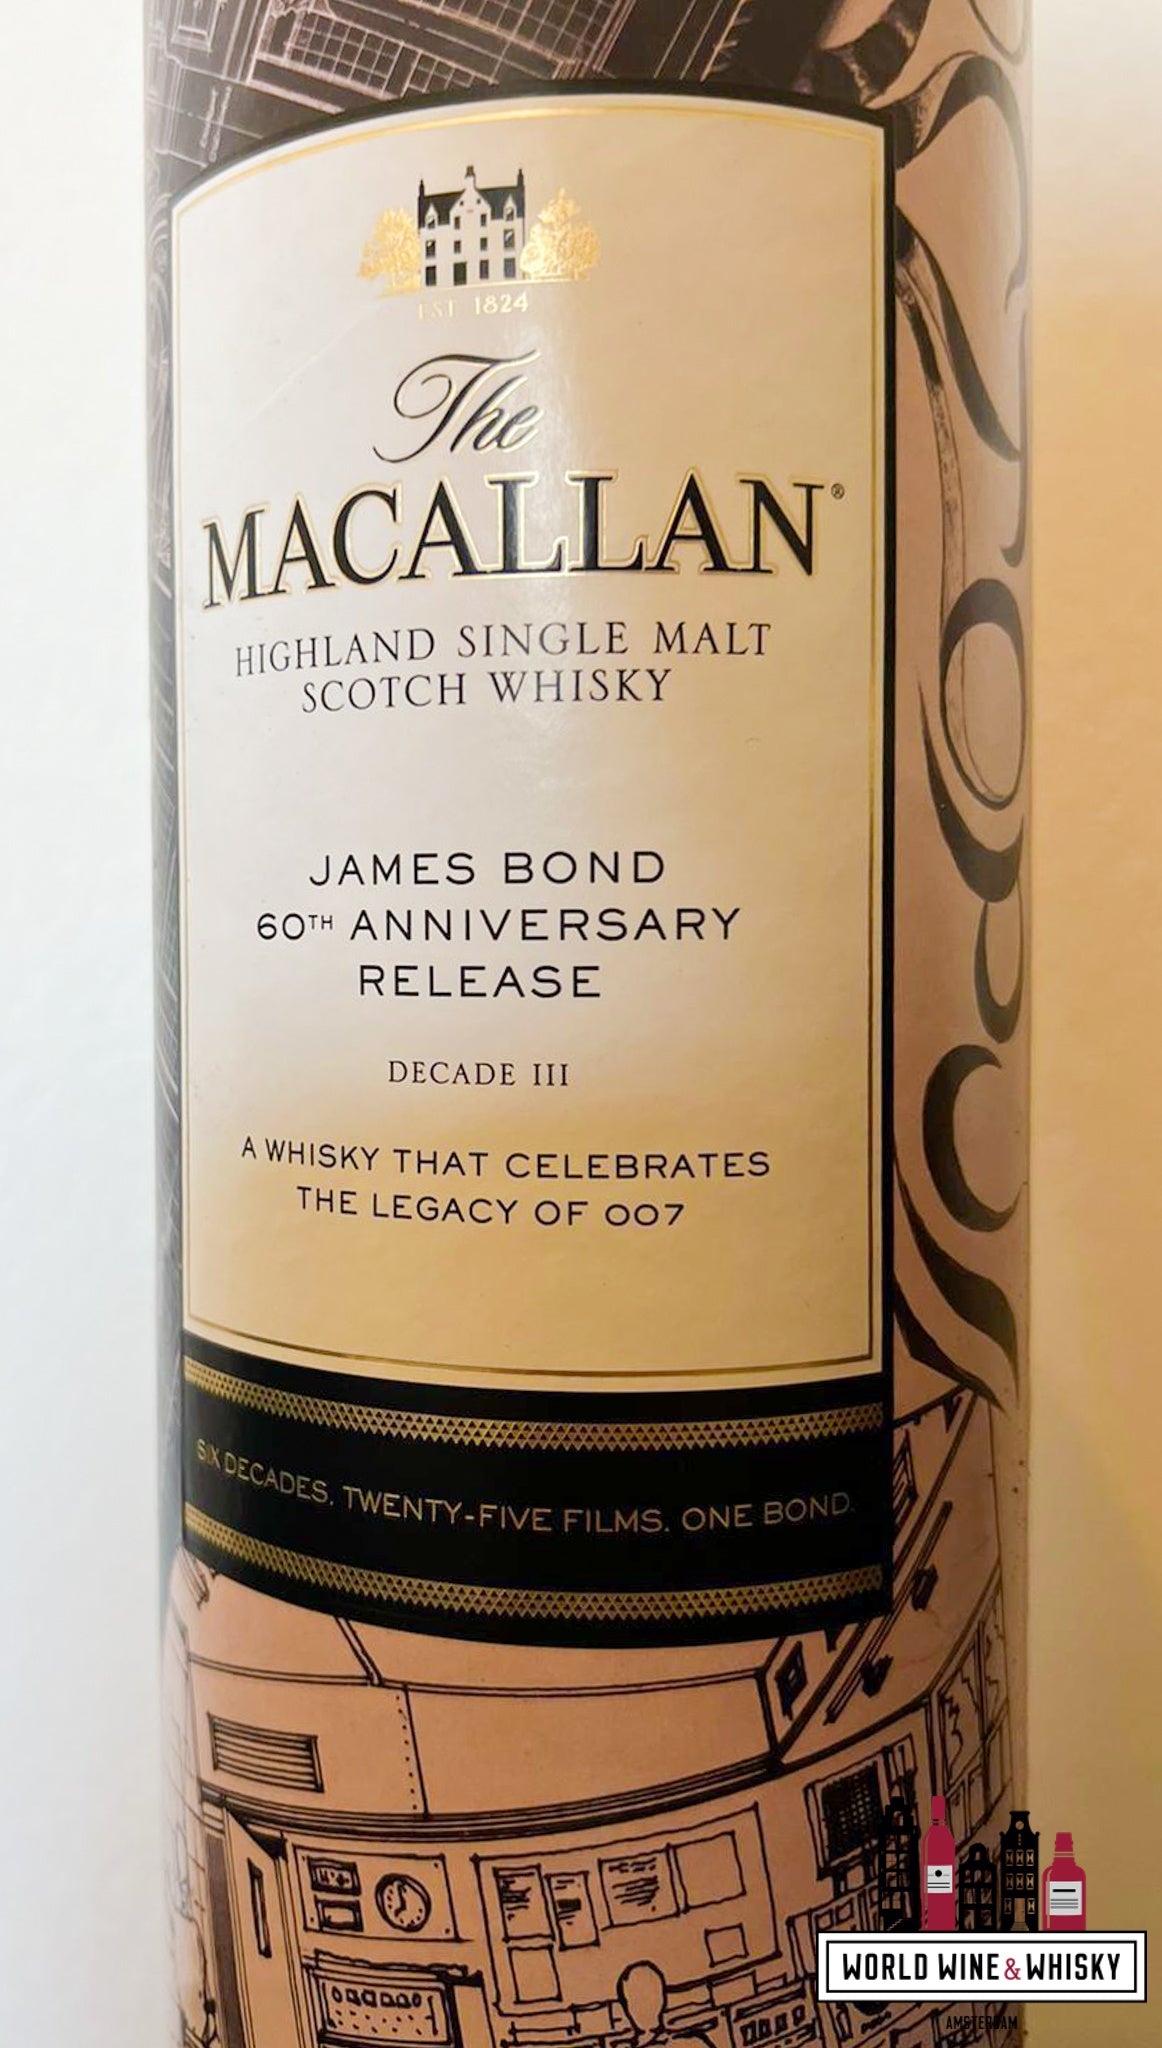 EST 1824
The
MACALLAN®
HIGHLAND SINGLE MALT
SCOTCH WHISKY
JAMES BOND
60TH ANNIVERSARY
RELEASE
DECADE III
A WHISKY THAT CELEBRATES
THE LEGACY OF 007
SIX DECADES. TWENTY-FIVE FILMS. ONE BOND.
WORLD WINE & WHISKY
AMSTERDAM